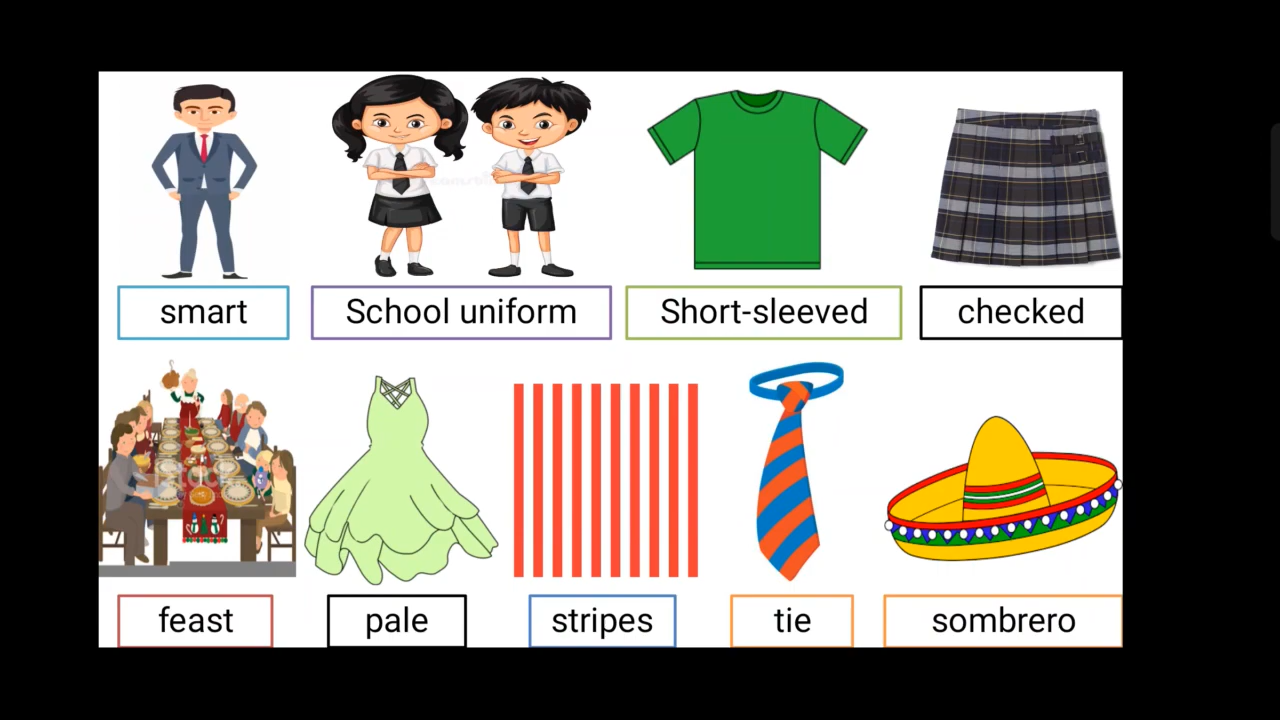 smart
School uniform
Short-sleeved
checked
feast
pale
stripes
tie
sombrero